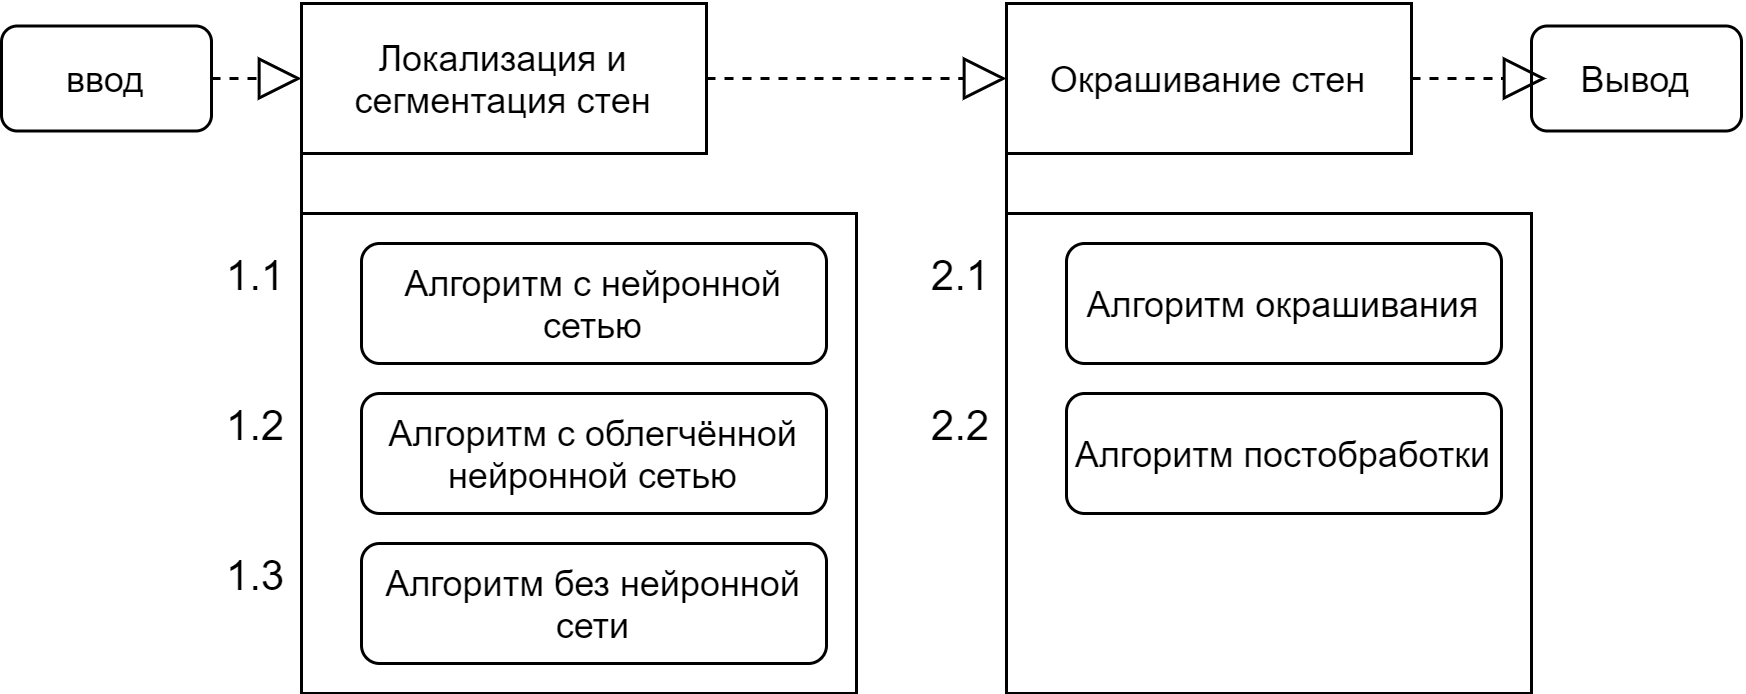 ввод
Локализация и
сегментация стен
Окрашивание стен
Вывод
1.1
Алгоритм с нейронной
сетью
1.2
Алгоритм с облегчённой
нейронной сетью
1.3
Алгоритм без нейронной
сети
2.1
Алгоритм окрашивания
2.2
Алгоритм постобработки